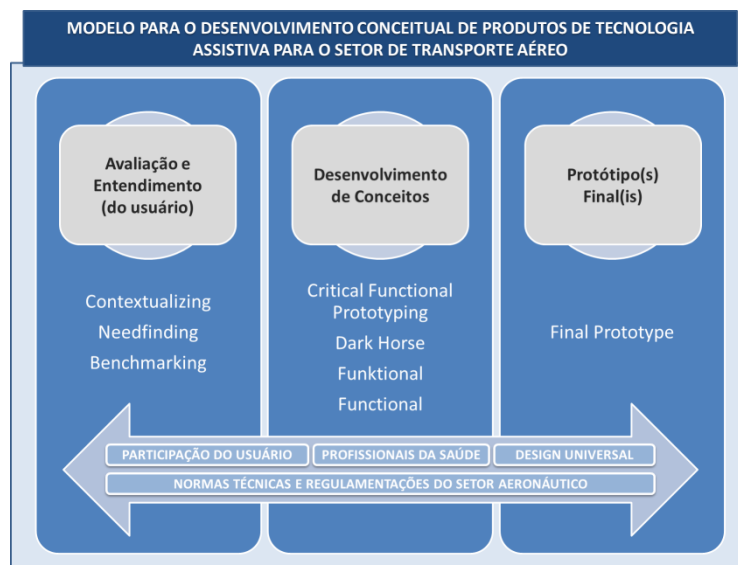 MODELO PARA O DESENVOLVIMENTO CONCEITUAL DE PRODUTOS DE TECNOLOGIA
ASSISTIVA PARA O SETOR DE TRANSPORTE AÉREO
Avaliação e
Entendimento
(do usuário)
Contextualizing
Needfinding
Benchmarking
Desenvolvimento
de Conceitos
Critical Functional
Prototyping
Dark Horse
Funktional
Functional
Protótipo(s)
Final(is)
Final Prototype
PARTICIPAÇÃO DO USUÁRIO
PROFISSIONAIS DA SAÚDE
DESIGN UNIVERSAL
NORMAS TÉCNICAS E REGULAMENTAÇÕES DO SETOR AERONÁUTICO